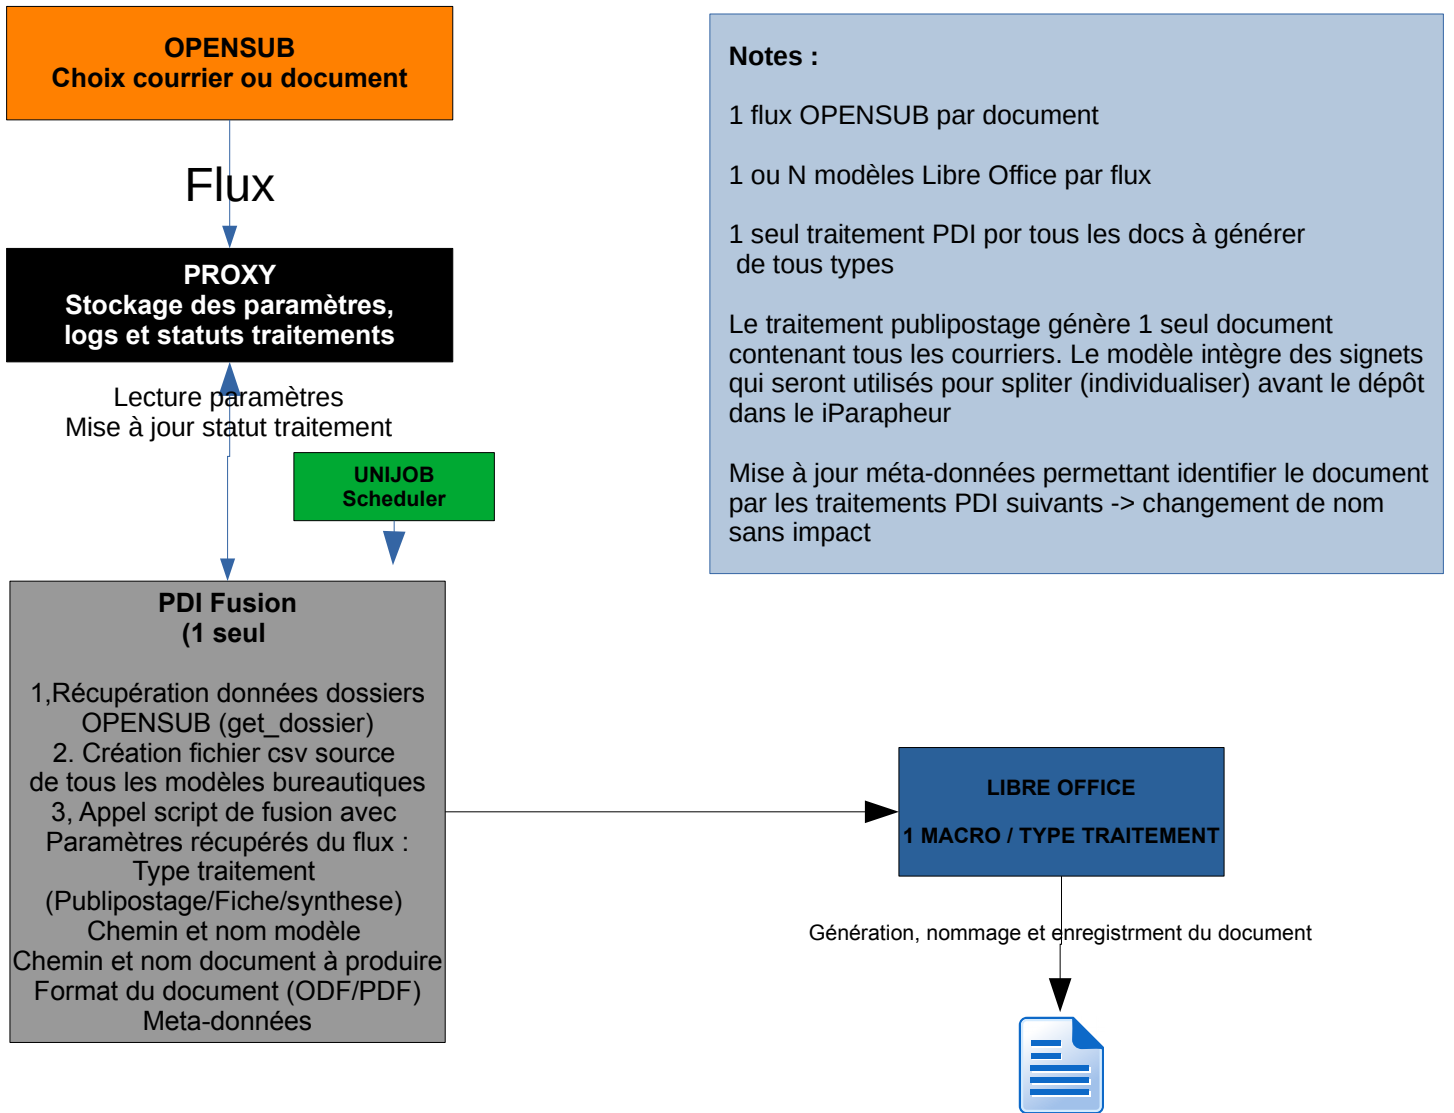 OPENSUB
Choix courrier ou document
Flux
PROXY
Stockage des paramètres,
logs et statuts traitements
Lecture paramètres
Mise à jour statut traitement
UNIJOB
Scheduler
PDI Fusion
(1 seul
1,Récupération données dossiers
OPENSUB (get_dossier)
2. Création fichier csv source
de tous les modèles bureautiques
3, Appel script de fusion avec
Paramètres récupérés du flux :
Type traitement
(Publipostage/Fiche/synthese)
Chemin et nom modèle
Chemin et nom document à produire
Format du document (ODF/PDF)
Meta-données
Notes :
1 flux OPENSUB par document
1 ou N modèles Libre Office par flux
1 seul traitement PDI por tous les docs à générer
de tous types
Le traitement publipostage génère 1 seul document
contenant tous les courriers. Le modèle intègre des signets
qui seront utilisés pour spliter (individualiser) avant le dépôt
dans le iParapheur
Mise à jour méta-données permettant identifier le document
par les traitements PDI suivants -> changement de nom
sans impact
LIBRE OFFICE
1 MACRO / TYPE TRAITEMENT
Génération, nommage et enregistrment du document